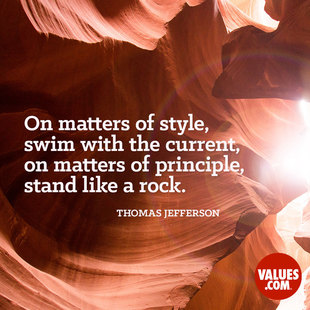 On matters of style,
swim with the current,
on matters of principle,
stand like a rock.
THOMAS JEFFERSON
VALUES
.COM